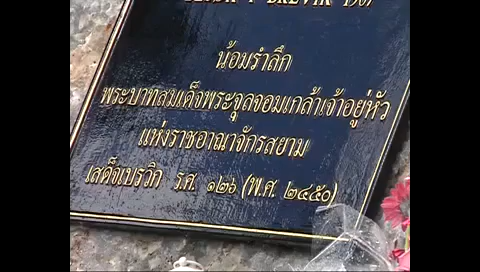 BREVIK 1907
น้อมรำลึก
พระบาทสมเด็จพระจุลจอมเกล้าเจ้าอยู่หัว
แห่งราชอาณาจักรสยาม
เสด็จเบรวิก ร.ศ. ๑๒๖ (พ.ศ. ๒๔๕๐)